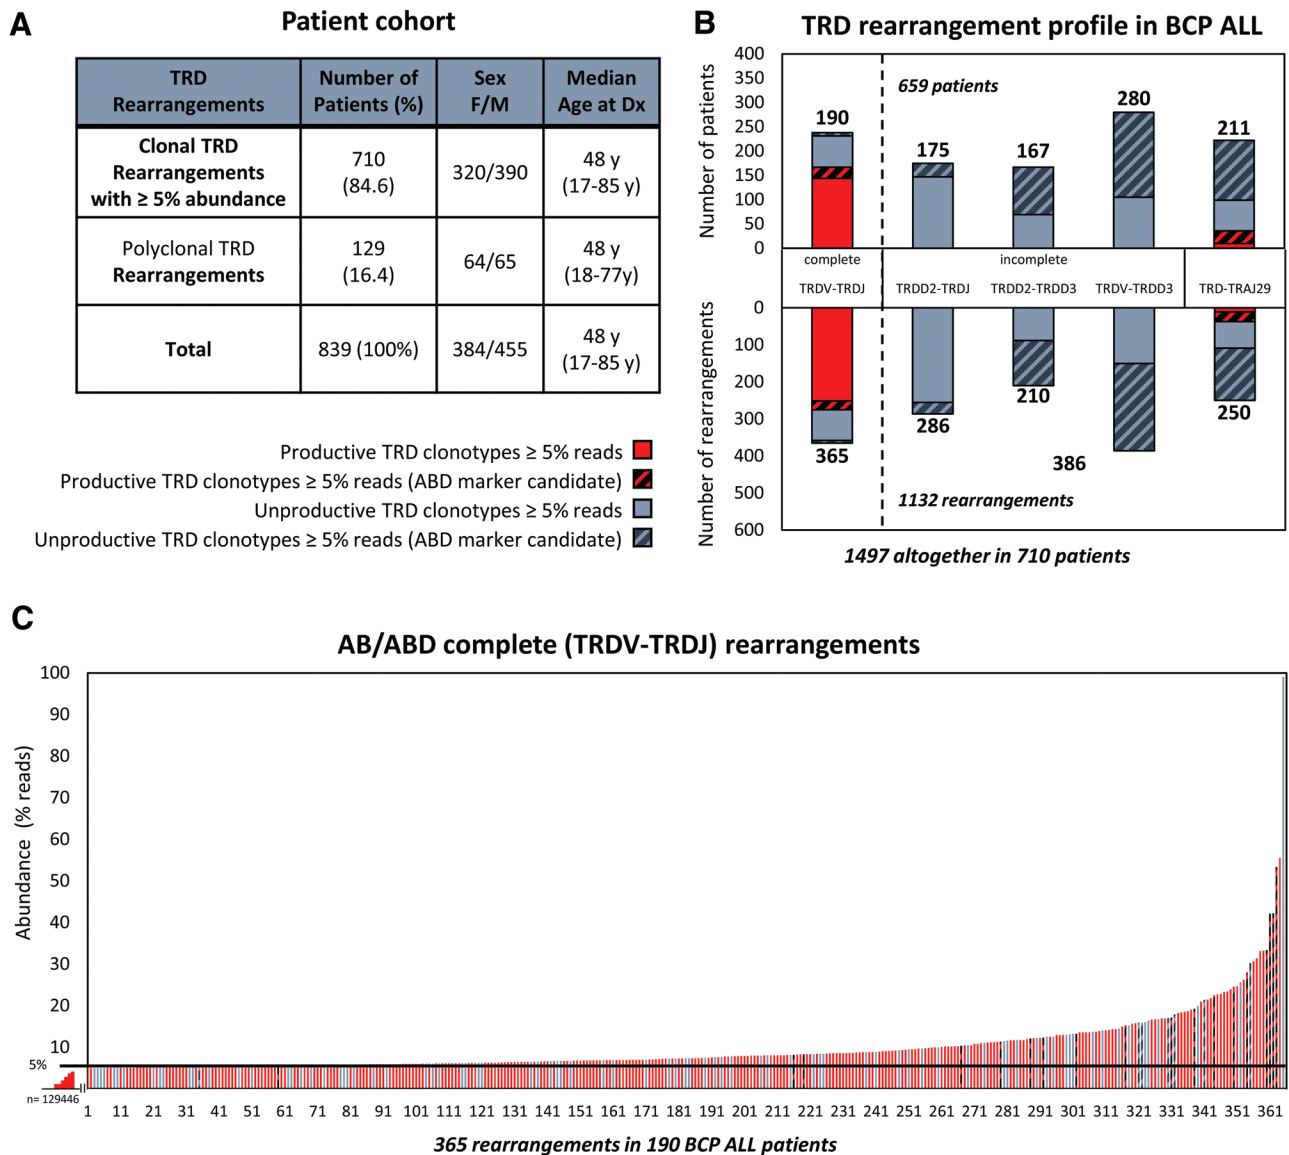 A
Patient cohort
TRD
Rearrangements
Number of
Patients (%)
Sex
F/M
Median
Age at Dx
Clonal TRD
Rearrangements
with ≥ 5% abundance
710
(84.6)
320/390
48 y
(17-85 y)
Polyclonal TRD
Rearrangements
129
(16.4)
64/65
48 y
(18-77y)
Total
839 (100%)
384/455
48 y
(17-85 y)
Productive TRD clonotypes ≥ 5% reads
Productive TRD clonotypes ≥ 5% reads (ABD marker candidate)
Unproductive TRD clonotypes ≥ 5% reads
Unproductive TRD clonotypes ≥ 5% reads (ABD marker candidate)
B
TRD rearrangement profile in BCP ALL
Number of patients
400
350
300
250
200
150
100
50
0
659 patients
190
175
167
280
211
complete
incomplete
TRDV-TRDJ
TRDD2-TRDJ
TRDD2-TRDD3
TRDV-TRDD3
TRD-TRAJ29
Number of rearrangements
0
100
200
300
400
500
600
365
286
210
386
250
1132 rearrangements
1497 altogether in 710 patients
C
AB/ABD complete (TRDV-TRDJ) rearrangements
Abundance (% reads)
100
90
80
70
60
50
40
30
20
10
5%
n= 129446
1 11 21 31 41 51 61 71 81 91 101 111 121 131 141 151 161 171 181 191 201 211 221 231 241 251 261 271 281 291 301 311 321 331 341 351 361
365 rearrangements in 190 BCP ALL patients